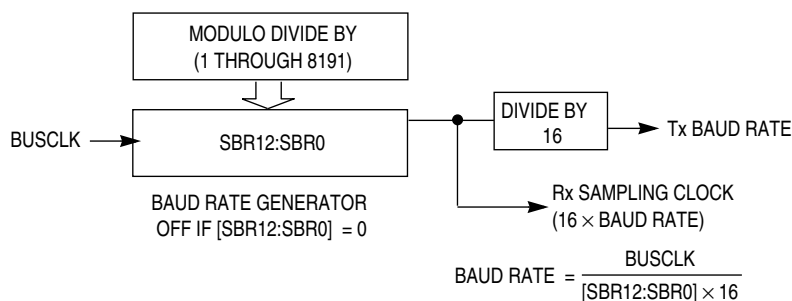 MODULO DIVIDE BY
(1 THROUGH 8191)
BUSCLK
SBR12:SBR0
DIVIDE BY
16
Tx BAUD RATE
BAUD RATE GENERATOR
OFF IF [SBR12:SBR0] = 0
Rx SAMPLING CLOCK
(16 × BAUD RATE)
BAUD RATE =
BUSCLK
[SBR12:SBR0] × 16